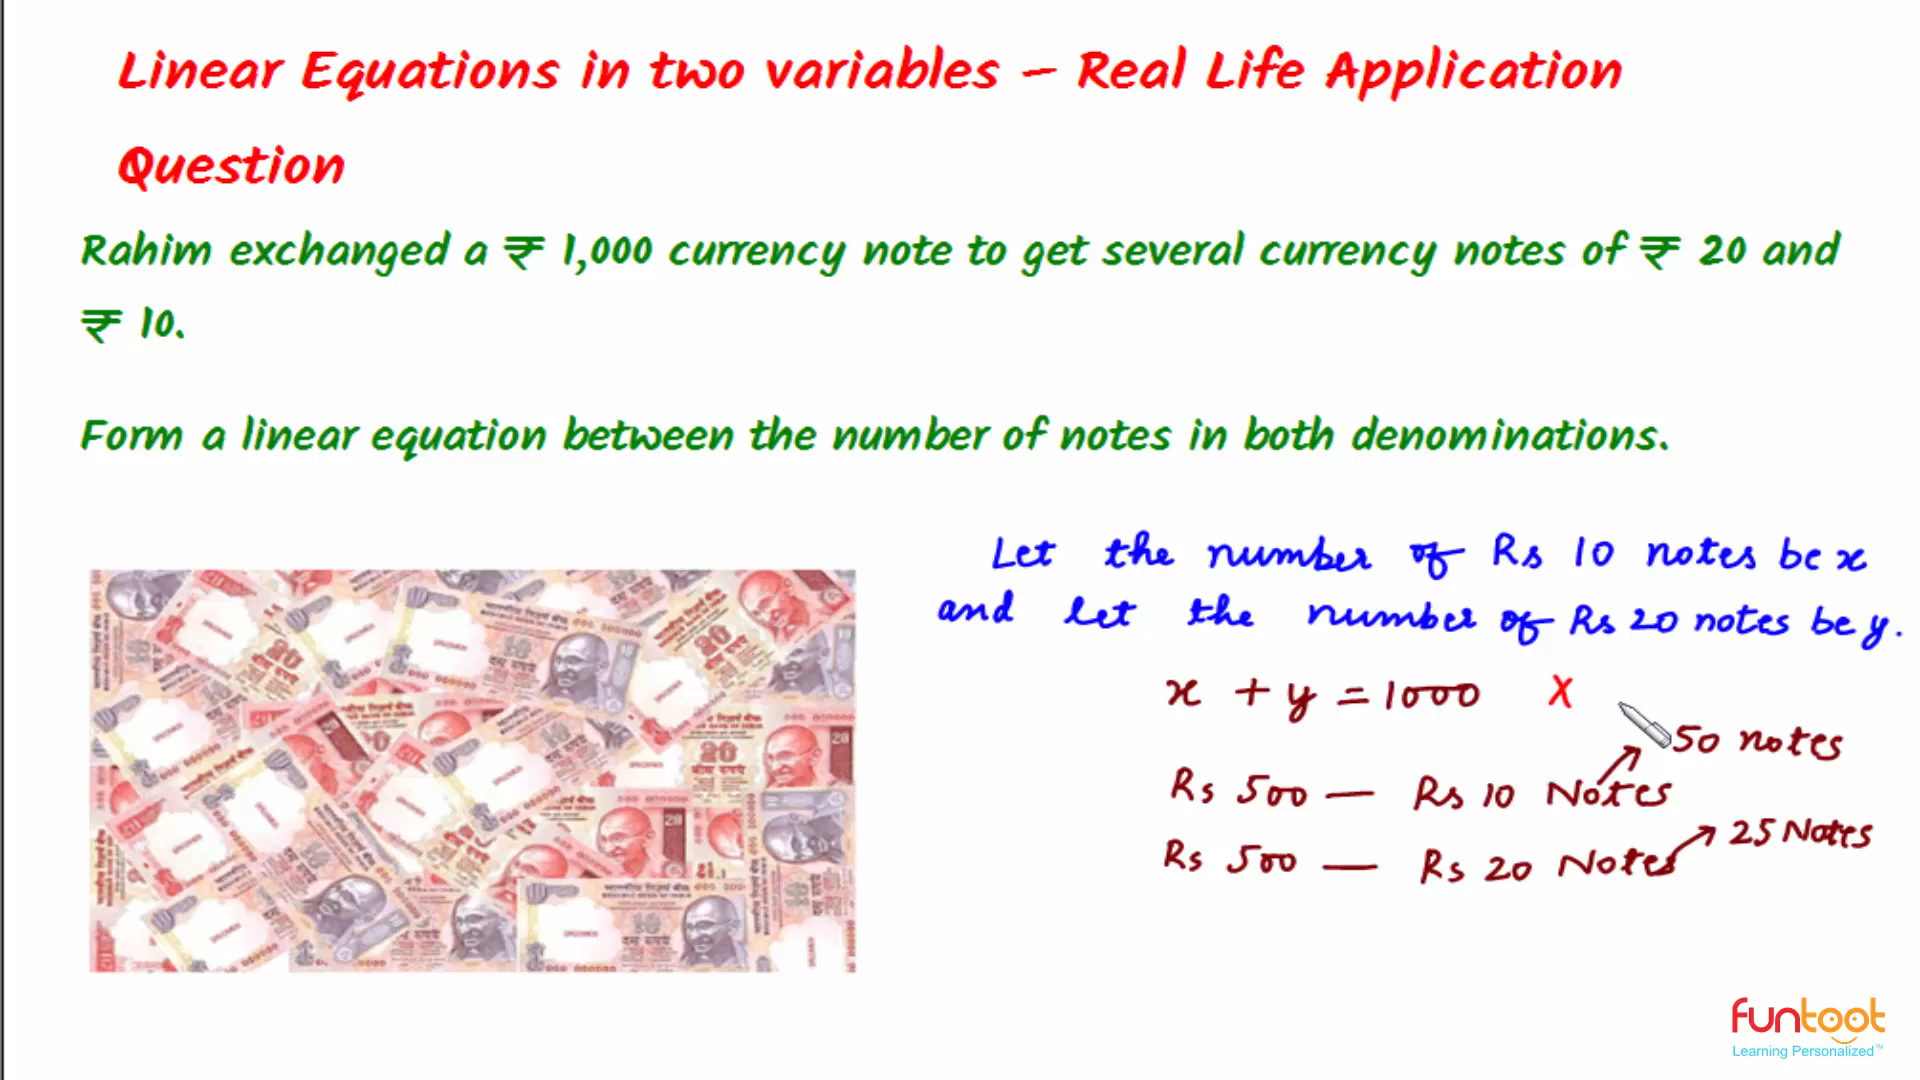 Linear Equations in two variables – Real Life Application
Question
Rahim exchanged a ₹ 1,000 currency note to get several currency notes of ₹ 20 and
₹ 10.
Form a linear equation between the number of notes in both denominations.
Let the number of Rs 10 notes be x
and let the number of Rs 20 notes be y.
x + y = 1000 X
50 notes
Rs 500 — Rs 10 Notes
25 Notes
Rs 500 — Rs 20 Notes
funtoot
Learning Personalized™